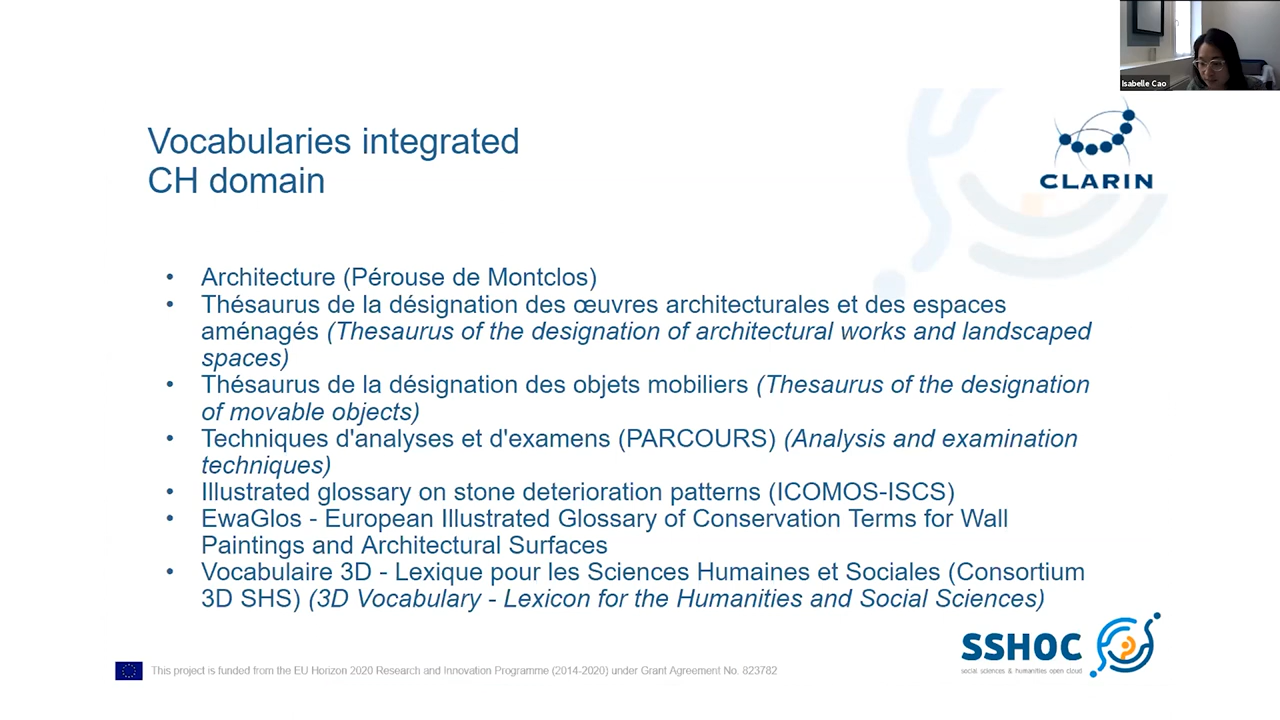 Isabelle Cao
Vocabularies integrated
CH domain
CLARIN
• Architecture (Pérouse de Montclos)
• Thésaurus de la désignation des œuvres architecturales et des espaces
aménagés (Thesaurus of the designation of architectural works and landscaped
spaces)
• Thésaurus de la désignation des objets mobiliers (Thesaurus of the designation
of movable objects)
• Techniques d'analyses et d'examens (PARCOURS) (Analysis and examination
techniques)
• Illustrated glossary on stone deterioration patterns (ICOMOS-ISCS)
• EwaGlos - European Illustrated Glossary of Conservation Terms for Wall
Paintings and Architectural Surfaces
• Vocabulaire 3D - Lexique pour les Sciences Humaines et Sociales (Consortium
3D SHS) (3D Vocabulary - Lexicon for the Humanities and Social Sciences)
SSHOC
social sciences & humanities open cloud
This project is funded from the EU Horizon 2020 Research and Innovation Programme (2014-2020) under Grant Agreement No. 823782